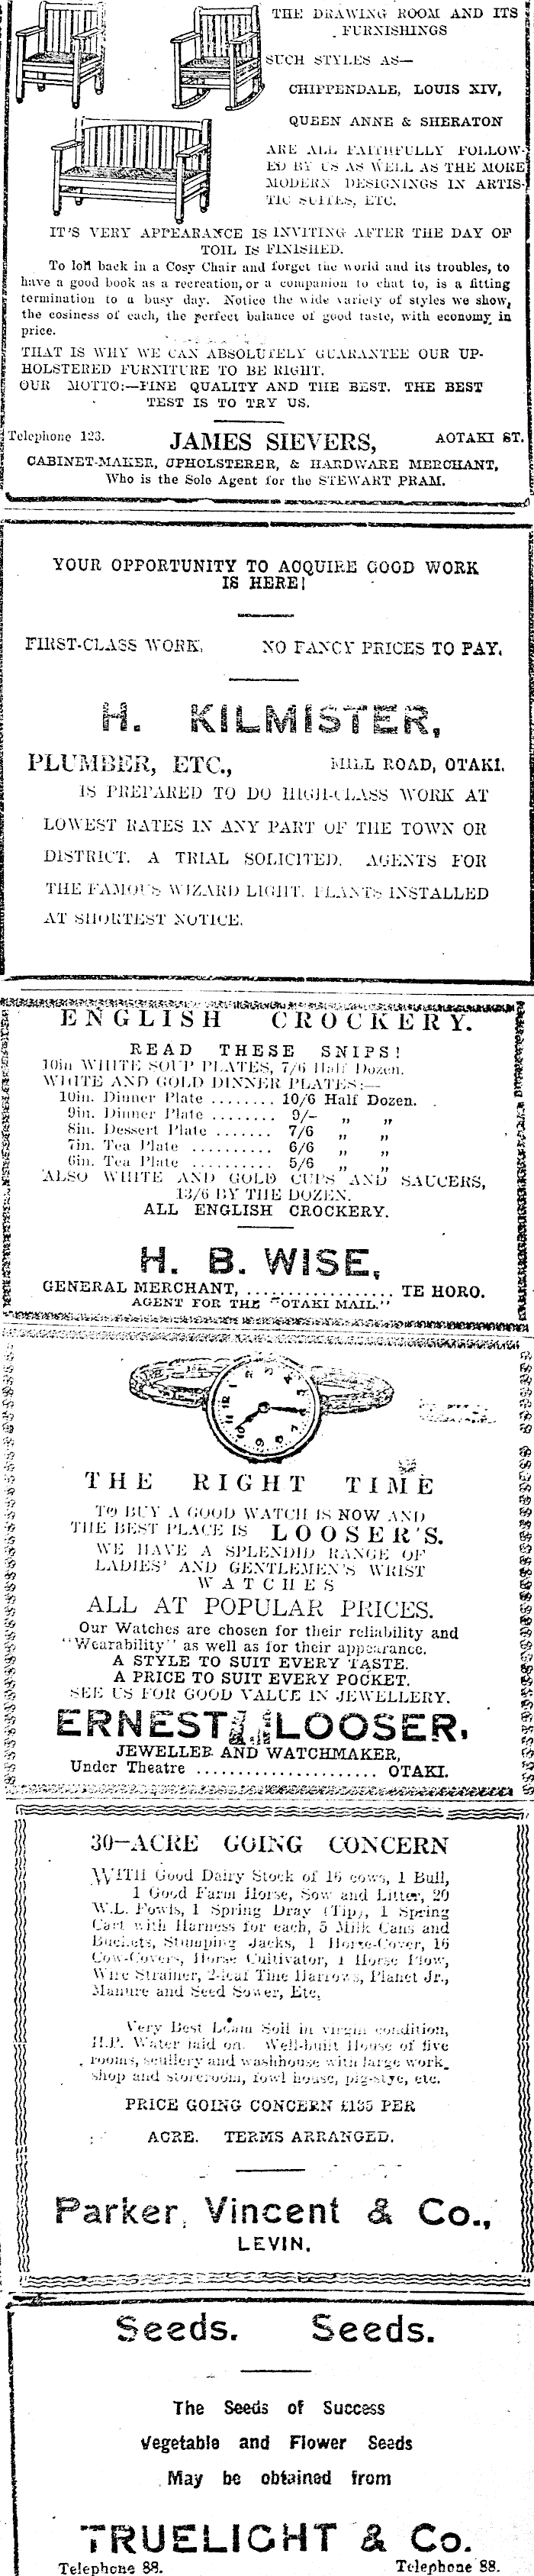 THE DRAWING ROOM AND ITS
FURNISHINGS
SUCH STYLES AS—
CHIPPENDALE, LOUIS XIV,
QUEEN ANNE & SHERATON
ARE ALL FAITHFULLY FOLLOW-
ED BY US AS WELL AS THE MORE
MODERN DESIGNINGS IN ARTIS-
TIC SUITES, ETC.
IT'S VERY APPEARANCE IS INVITING AFTER THE DAY OF
TOIL IS FINISHED.
To loll back in a Cosy Chair and forget the world and its troubles, to
have a good book as a recreation, or a companion to chat to, is a fitting
termination to a busy day. Notice the wide variety of styles we show,
the cosiness of each, the perfect balance of good taste, with economy in
price.
THAT IS WHY WE CAN ABSOLUTELY GUARANTEE OUR UP-
HOLSTERED FURNITURE TO BE RIGHT.
OUR MOTTO:—FINE QUALITY AND THE BEST. THE BEST
TEST IS TO TRY US.
Telephone 123. JAMES SIEVERS, AOTAKI ST.
CABINET-MAKER, UPHOLSTERER, & HARDWARE MERCHANT,
Who is the Sole Agent for the STEWART PRAM.
YOUR OPPORTUNITY TO ACQUIRE GOOD WORK
IS HERE!
FIRST-CLASS WORK. NO FANCY PRICES TO PAY.
H. KILMISTER,
PLUMBER, ETC., MILL ROAD, OTAKI.
IS PREPARED TO DO HIGH-CLASS WORK AT
LOWEST RATES IN ANY PART OF THE TOWN OR
DISTRICT. A TRIAL SOLICITED. AGENTS FOR
THE FAMOUS WIZARD LIGHT. PLANTS INSTALLED
AT SHORTEST NOTICE.
ENGLISH CROCKERY.
READ THESE SNIPS!
10in WHITE SOUP PLATES, 7/6 Half Dozen.
WHITE AND GOLD DINNER PLATES:—
10in. Dinner Plate ........ 10/6 Half Dozen.
9in. Dinner Plate ........ 9/- „ „
8in. Dessert Plate ....... 7/6 „ „
7in. Tea Plate .......... 6/6 „ „
6in. Tea Plate .......... 5/6 „ „
ALSO WHITE AND GOLD CUPS AND SAUCERS,
13/6 BY THE DOZEN.
ALL ENGLISH CROCKERY.
H. B. WISE,
GENERAL MERCHANT, ................ TE HORO.
AGENT FOR THE "OTAKI MAIL."
THE RIGHT TIME
TO BUY A GOOD WATCH IS NOW AND
THE BEST PLACE IS LOOSER'S.
WE HAVE A SPLENDID RANGE OF
LADIES' AND GENTLEMEN'S WRIST
WATCHES
ALL AT POPULAR PRICES.
Our Watches are chosen for their reliability and
"Wearability" as well as for their appearance.
A STYLE TO SUIT EVERY TASTE.
A PRICE TO SUIT EVERY POCKET.
SEE US FOR GOOD VALUE IN JEWELLERY.
ERNEST LOOSER,
JEWELLER AND WATCHMAKER,
Under Theatre ...................... OTAKI.
30-ACRE GOING CONCERN
WITH Good Dairy Stock of 16 cows, 1 Bull,
1 Good Farm Horse, Sow and Litter, 20
W.L. Fowls, 1 Spring Dray (Tip), 1 Spring
Cart with Harness for each, 5 Milk Cans and
Buckets, Stumping Jacks, 1 Horse-Cover, 16
Cow-Covers, Horse Cultivator, 1 Horse Plow,
Wire Strainer, 2-leaf Tine Harrows, Planet Jr.,
Manure and Seed Sower, Etc.
Very Best Loam Soil in virgin condition,
H.P. Water laid on. Well-built House of five
rooms, scullery and washhouse with large work-
shop and storeroom, fowl house, pig-stye, etc.
PRICE GOING CONCERN £135 PER
ACRE. TERMS ARRANGED.
Parker, Vincent & Co.,
LEVIN.
Seeds. Seeds.
The Seeds of Success
Vegetable and Flower Seeds
May be obtained from
TRUELIGHT & Co.
Telephone 88. Telephone 88.